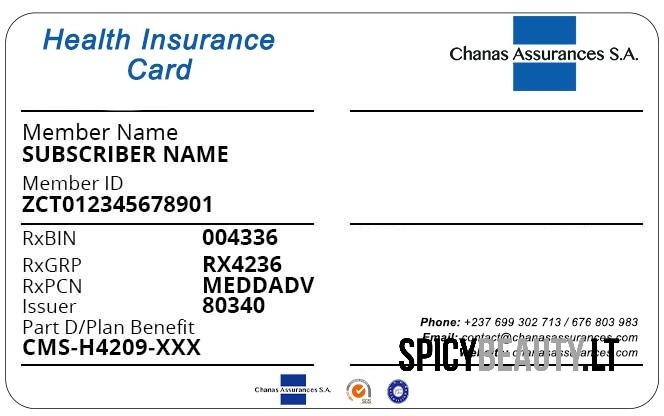 Health Insurance
Card
Chanas Assurances S.A.
Member Name
SUBSCRIBER NAME
Member ID
ZCT012345678901
RxBIN 004336
RxGRP RX4236
RxPCN MEDDADV
Issuer 80340
Part D/Plan Benefit
CMS-H4209-XXX
Phone: +237 699 302 713 / 676 803 983
Email: contact@chanasassurances.com
Website: chanasassurances.com
SPICYBEAUTY.LT
Chanas Assurances S.A.
SGS